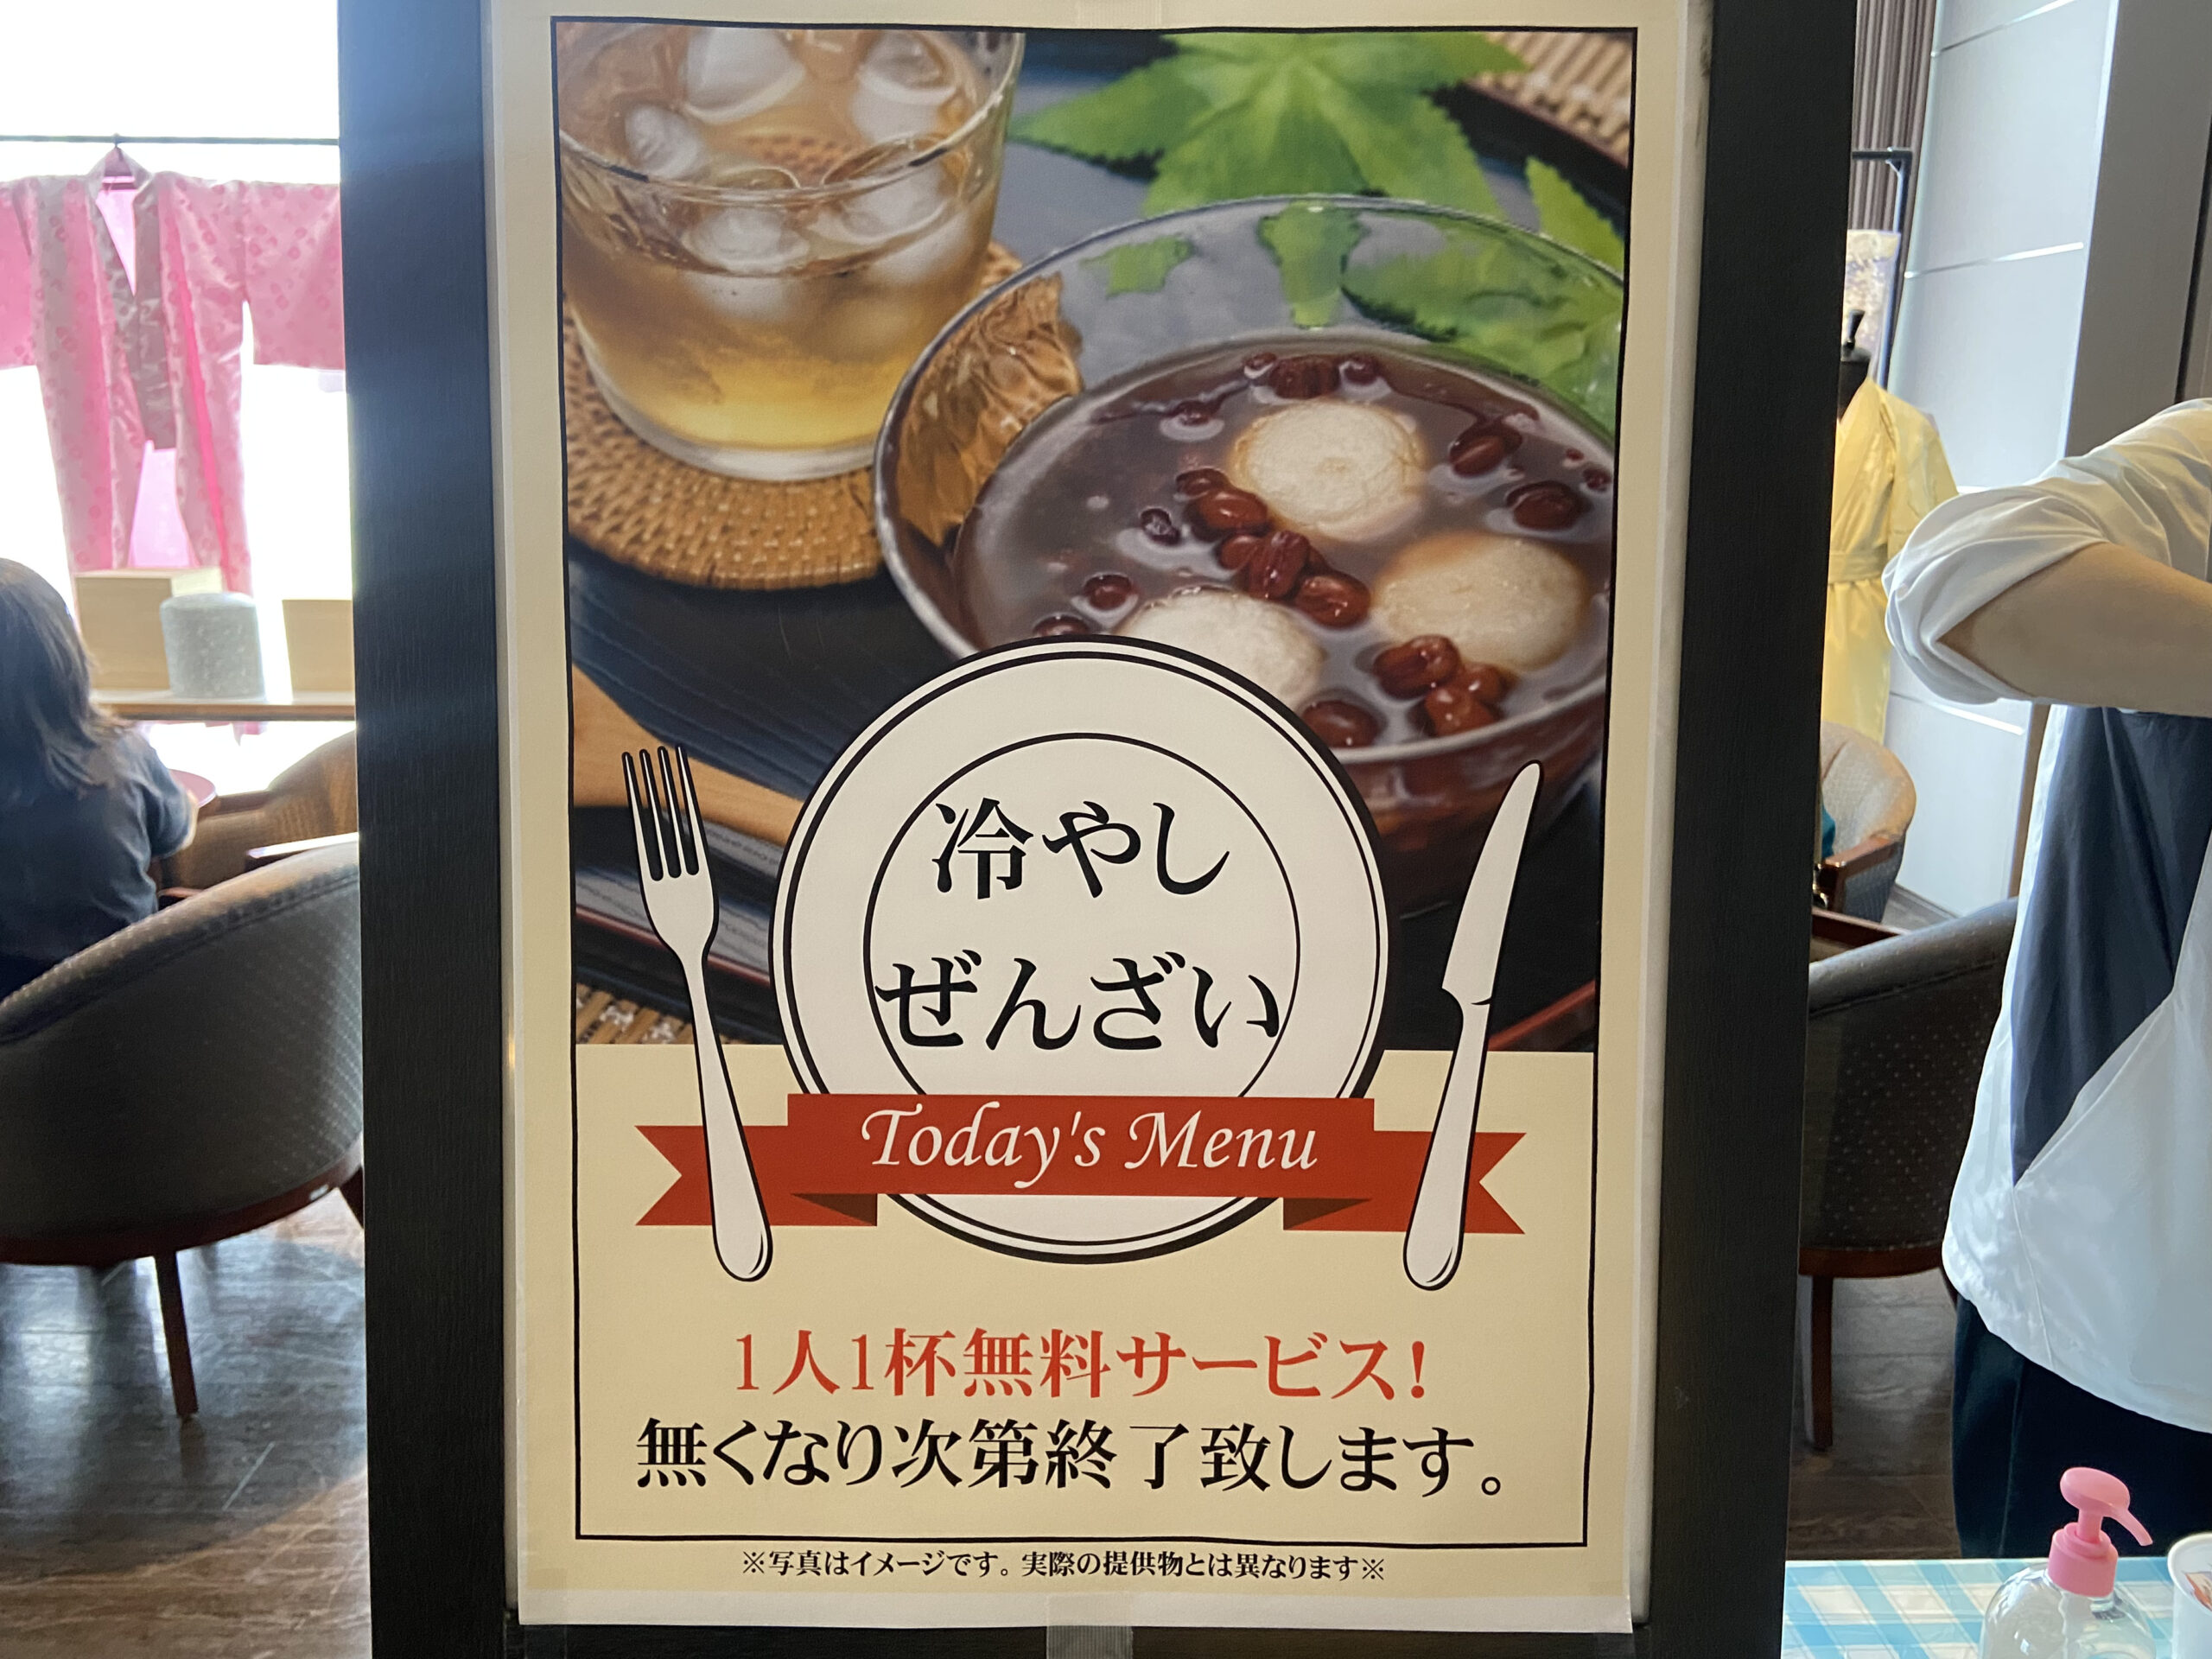 冷やし
ぜんざい
Today's Menu
1人1杯無料サービス!
無くなり次第終了致します。
※写真はイメージです。実際の提供物とは異なります※